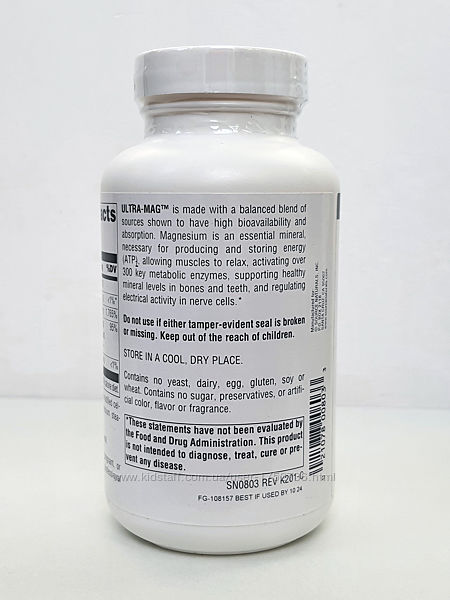 acts
%DV
<1%*
95%
<1%
ULTRA-MAG™ is made with a balanced blend of
sources shown to have high bioavailability and
absorption. Magnesium is an essential mineral,
necessary for producing and storing energy
(ATP), allowing muscles to relax, activating over
300 key metabolic enzymes, supporting healthy
mineral levels in bones and teeth, and regulating
electrical activity in nerve cells.*
Do not use if either tamper-evident seal is broken
or missing. Keep out of the reach of children.
STORE IN A COOL, DRY PLACE.
Contains no yeast, dairy, egg, gluten, soy or
wheat. Contains no sugar, preservatives, or artifi-
cial color, flavor or fragrance.
*These statements have not been evaluated by
the Food and Drug Administration. This product
is not intended to diagnose, treat, cure or pre-
vent any disease.
SN0803 REV K201-C
FG-108157 BEST IF USED BY 10 24
Manufactured for